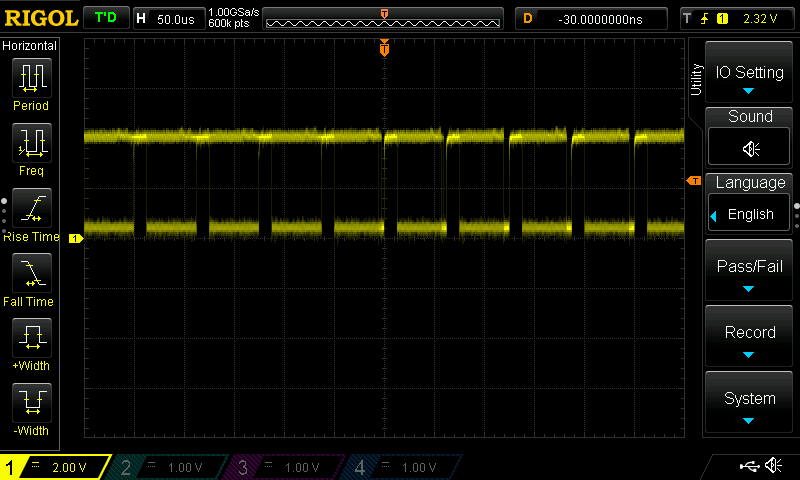 RIGOL T'D H 50.0us 1.00GSa/s 600k pts T D -30.0000000ns T 1 2.32 V
Horizontal
Period
Freq
Rise Time
Fall Time
+Width
-Width
T
T
1
Utility
IO Setting
Sound
Language
English
Pass/Fail
Record
System
1 2.00 V 2 1.00 V 3 1.00 V 4 1.00 V